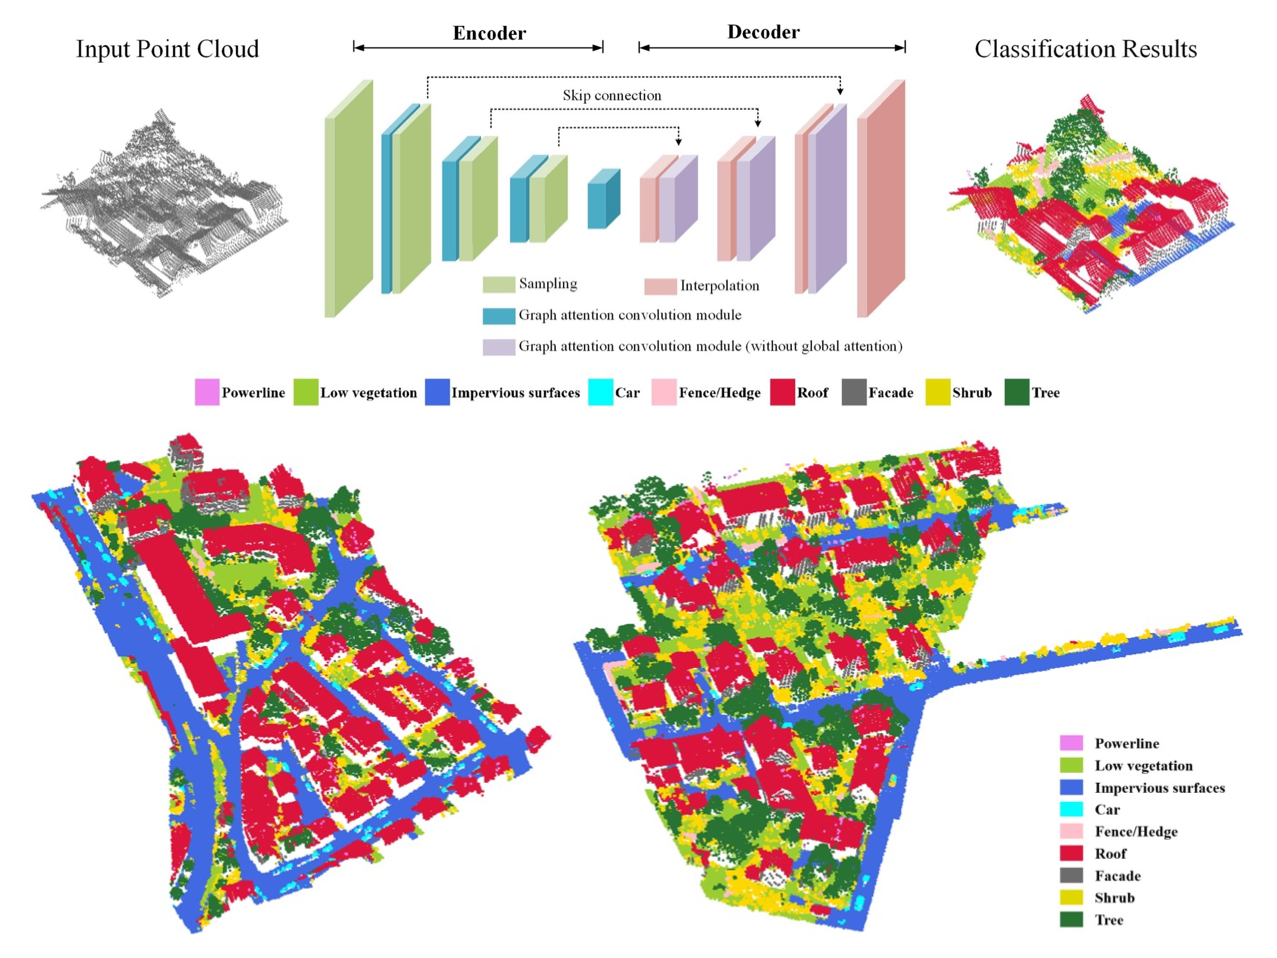 Encoder
Decoder
Input Point Cloud
Classification Results
Skip connection
Sampling
Interpolation
Graph attention convolution module
Graph attention convolution module (without global attention)
Powerline Low vegetation Impervious surfaces Car Fence/Hedge Roof Facade Shrub Tree
Powerline
Low vegetation
Impervious surfaces
Car
Fence/Hedge
Roof
Facade
Shrub
Tree